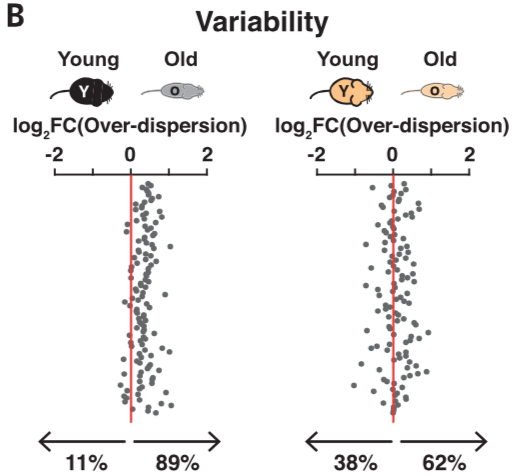 B
Variability
Young Old Young Old
Y o Y o
log2FC(Over-dispersion) log2FC(Over-dispersion)
-2 0 2 -2 0 2
11% 89% 38% 62%